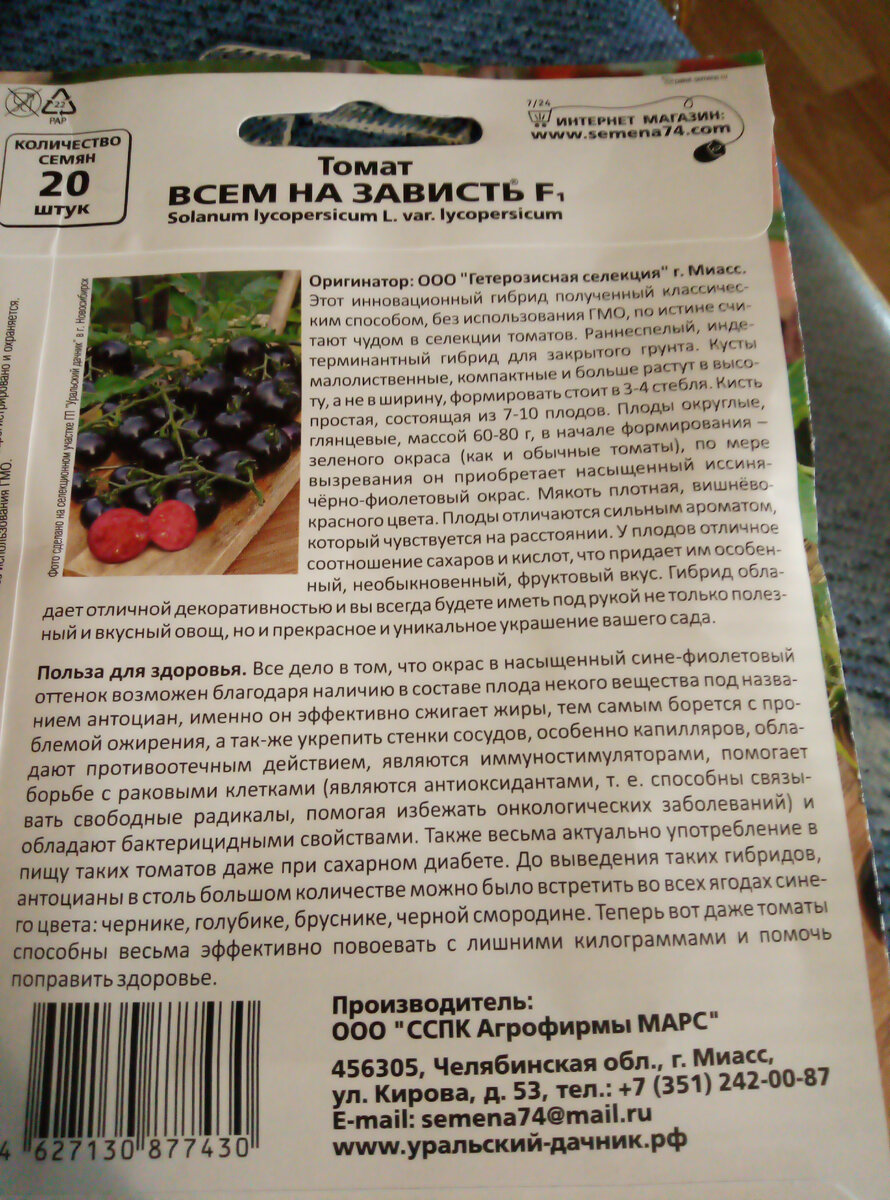 22
PAP
КОЛИЧЕСТВО
СЕМЯН
20
штук
7/24
ИНТЕРНЕТ МАГАЗИН:
www.semena74.com
Томат
ВСЕМ НА ЗАВИСТЬ® F1
Solanum lycopersicum L. var. lycopersicum
Фото сделано на селекционном участке ГП "Уральский дачник" в г. Новосибирск
Оригинатор: ООО "Гетерозисная селекция" г. Миасс.
Этот инновационный гибрид полученный классичес-
ким способом, без использования ГМО, по истине счи-
тают чудом в селекции томатов. Раннеспелый, инде-
терминантный гибрид для закрытого грунта. Кусты
малолиственные, компактные и больше растут в высо-
ту, а не в ширину, формировать стоит в 3-4 стебля. Кисть
простая, состоящая из 7-10 плодов. Плоды округлые,
глянцевые, массой 60-80 г, в начале формирования –
зеленого окраса (как и обычные томаты), по мере
вызревания он приобретает насыщенный иссиня-
чёрно-фиолетовый окрас. Мякоть плотная, вишнёво-
красного цвета. Плоды отличаются сильным ароматом,
который чувствуется на расстоянии. У плодов отличное
соотношение сахаров и кислот, что придает им особен-
ный, необыкновенный, фруктовый вкус. Гибрид обла-
дает отличной декоративностью и вы всегда будете иметь под рукой не только полез-
ный и вкусный овощ, но и прекрасное и уникальное украшение вашего сада.
Польза для здоровья. Все дело в том, что окрас в насыщенный сине-фиолетовый
оттенок возможен благодаря наличию в составе плода некого вещества под назва-
нием антоциан, именно он эффективно сжигает жиры, тем самым борется с про-
блемой ожирения, а так-же укрепить стенки сосудов, особенно капилляров, обла-
дают противоотечным действием, являются иммуностимуляторами, помогает
борьбе с раковыми клетками (являются антиоксидантами, т. е. способны связы-
вать свободные радикалы, помогая избежать онкологических заболеваний) и
обладают бактерицидными свойствами. Также весьма актуально употребление в
пищу таких томатов даже при сахарном диабете. До выведения таких гибридов,
антоцианы в столь большом количестве можно было встретить во всех ягодах сине-
го цвета: чернике, голубике, бруснике, черной смородине. Теперь вот даже томаты
способны весьма эффективно повоевать с лишними килограммами и помочь
поправить здоровье.
Производитель:
ООО "ССПК Агрофирмы МАРС"
456305, Челябинская обл., г. Миасс,
ул. Кирова, д. 53, тел.: +7 (351) 242-00-87
E-mail: semena74@mail.ru
www.уральский-дачник.рф
4 627130 877430